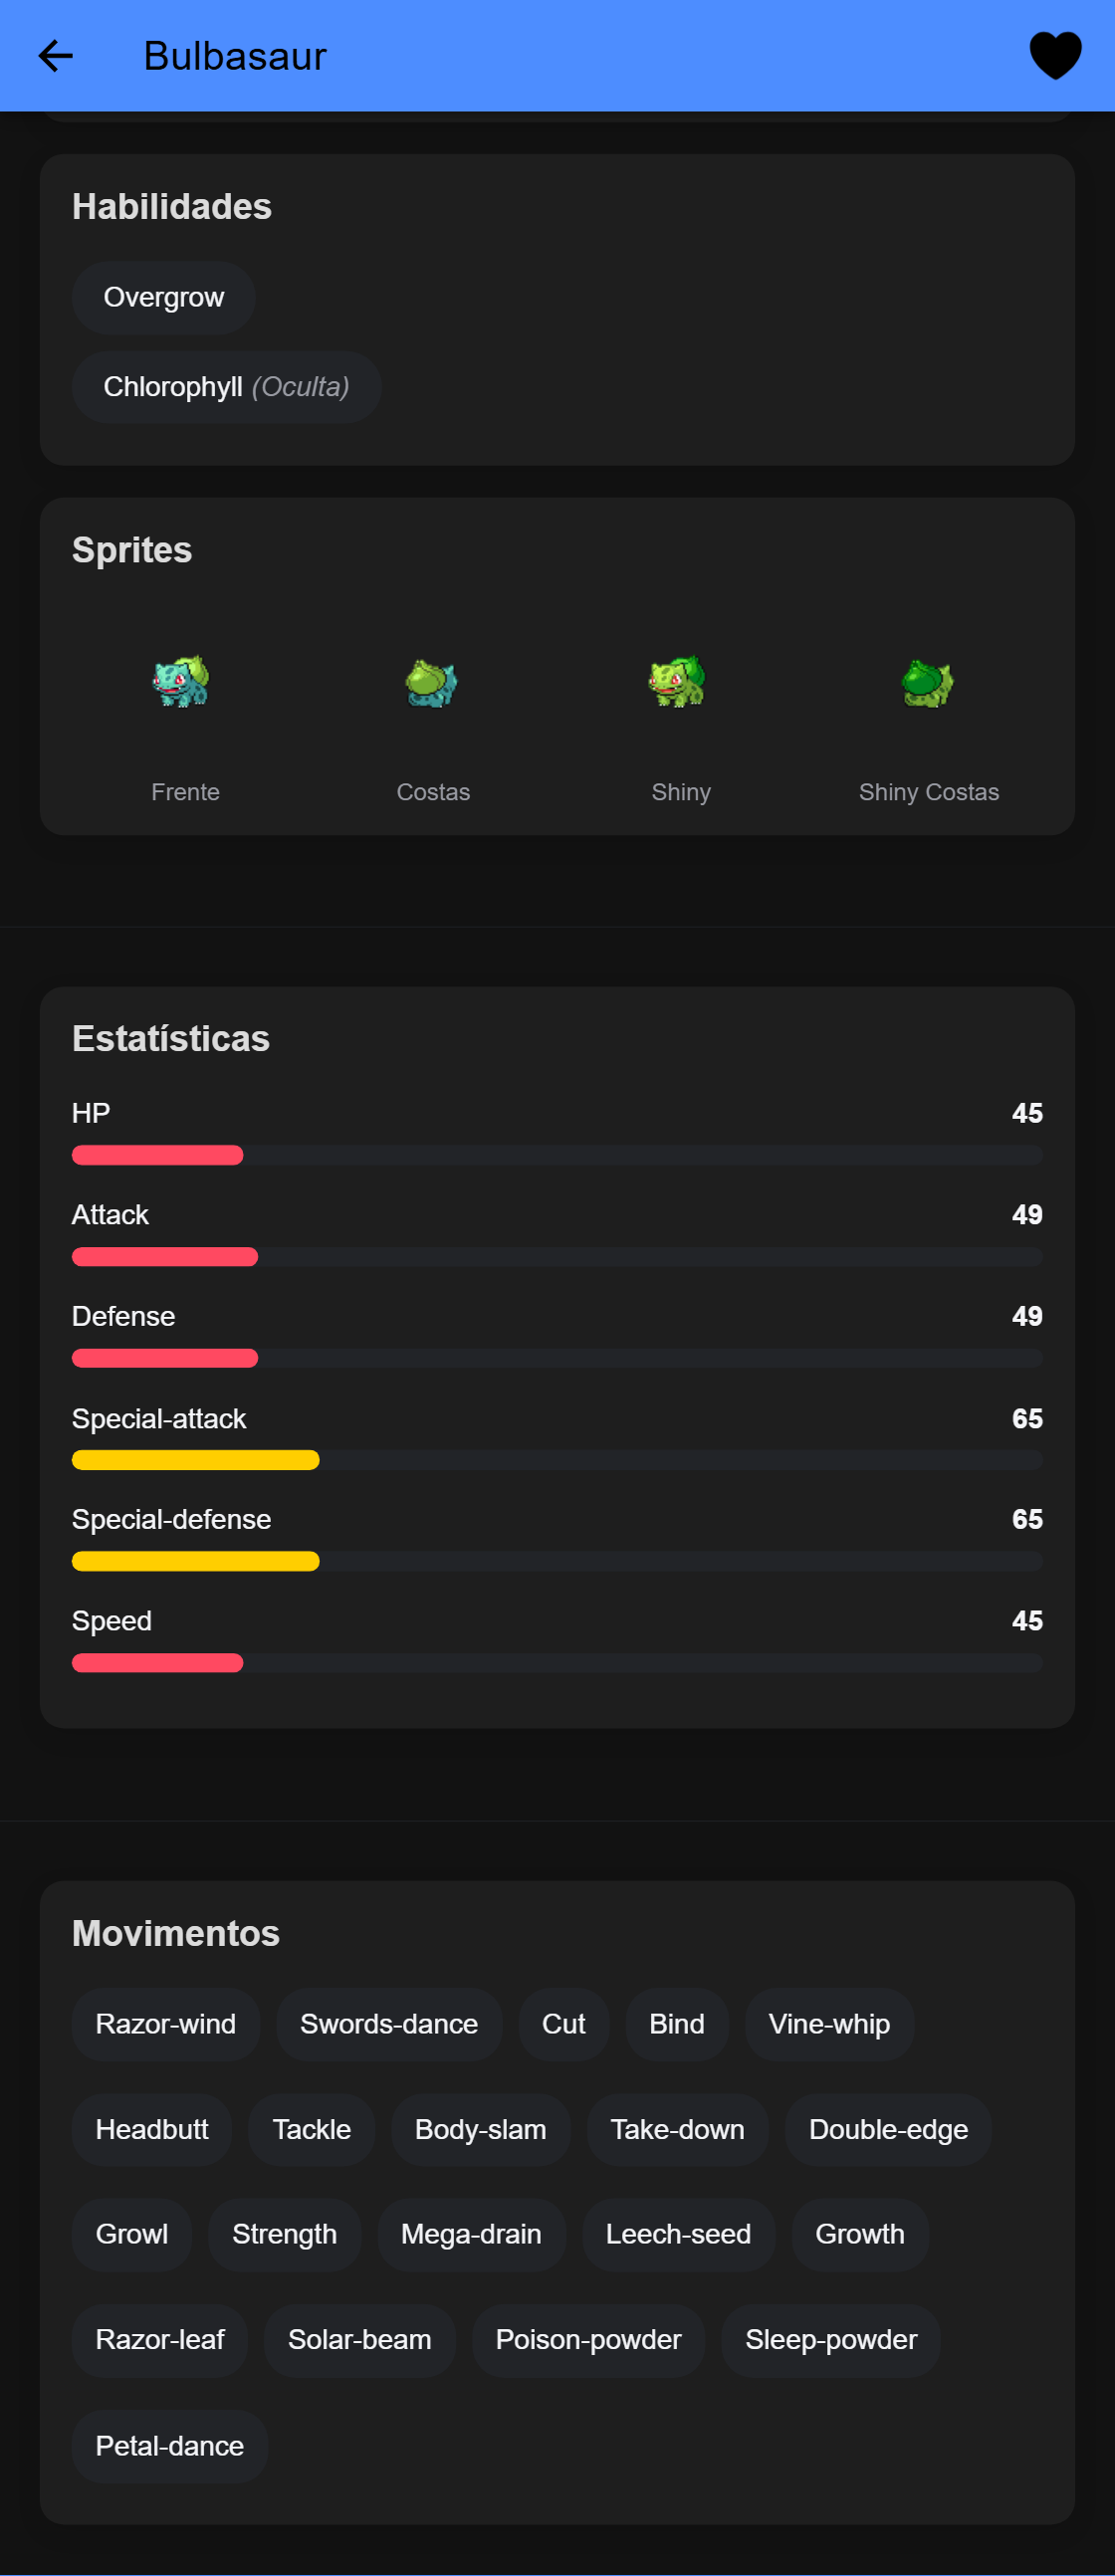 Bulbasaur
Habilidades
Overgrow
Chlorophyll (Oculta)
Sprites
Frente Costas Shiny Shiny Costas
Estatísticas
HP 45
Attack 49
Defense 49
Special-attack 65
Special-defense 65
Speed 45
Movimentos
Razor-wind Swords-dance Cut Bind Vine-whip
Headbutt Tackle Body-slam Take-down Double-edge
Growl Strength Mega-drain Leech-seed Growth
Razor-leaf Solar-beam Poison-powder Sleep-powder
Petal-dance